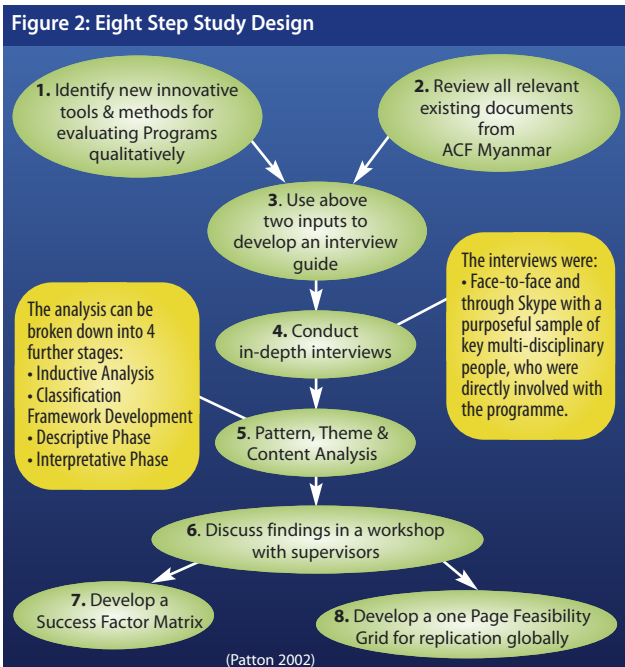 Figure 2: Eight Step Study Design
1. Identify new innovative
tools & methods for
evaluating Programs
qualitatively
2. Review all relevant
existing documents
from
ACF Myanmar
3. Use above
two inputs to
develop an interview
guide
The interviews were:
• Face-to-face and
through Skype with a
purposeful sample of
key multi-disciplinary
people, who were
directly involved with
the programme.
4. Conduct
in-depth interviews
The analysis can be
broken down into 4
further stages:
• Inductive Analysis
• Classification
Framework Development
• Descriptive Phase
• Interpretative Phase
5. Pattern, Theme &
Content Analysis
6. Discuss findings in a workshop
with supervisors
7. Develop a
Success Factor Matrix
8. Develop a one Page Feasibility
Grid for replication globally
(Patton 2002)